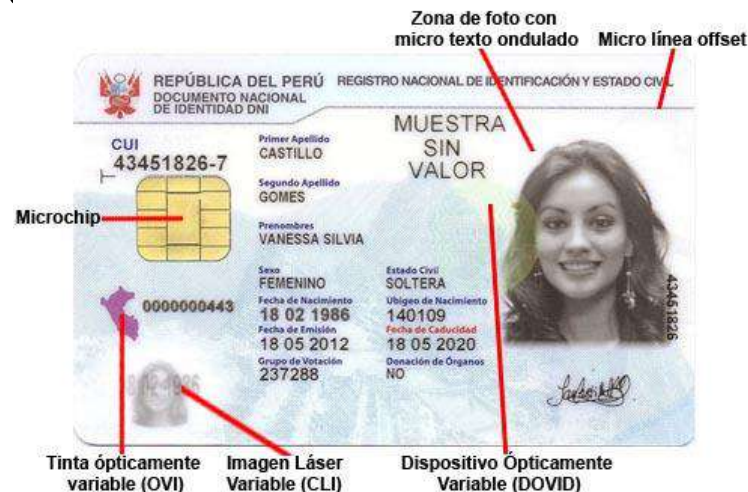 Zona de foto con
micro texto ondulado
Micro línea offset
REPÚBLICA DEL PERÚ
REGISTRO NACIONAL DE IDENTIFICACIÓN Y ESTADO CIVIL
DOCUMENTO NACIONAL
DE IDENTIDAD DNI
CUI
43451826-7
Primer Apellido
CASTILLO
MUESTRA
SIN
VALOR
Segundo Apellido
GOMES
Microchip
Prenombres
VANESSA SILVIA
Sexo
FEMENINO
Estado Civil
SOLTERA
0000000443
Fecha de Nacimiento
18 02 1986
Ubigeo de Nacimiento
140109
Fecha de Emisión
18 05 2012
Fecha de Caducidad
18 05 2020
Grupo de Votación
237288
Donación de Órganos
NO
43451826
18 02 1986
Tinta ópticamente
variable (OVI)
Imagen Láser
Variable (CLI)
Dispositivo Ópticamente
Variable (DOVID)